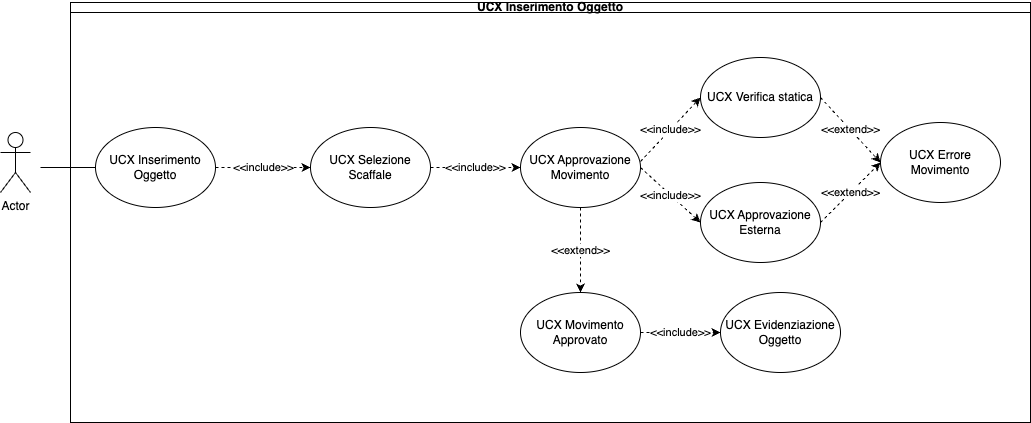 UCX Inserimento Oggetto
UCX Verifica statica
<<include>>
<<extend>>
UCX Inserimento
Oggetto
<<include>>
UCX Selezione
Scaffale
<<include>>
UCX Approvazione
Movimento
UCX Errore
Movimento
<<include>>
<<extend>>
Actor
UCX Approvazione
Esterna
<<extend>>
UCX Movimento
Approvato
<<include>>
UCX Evidenziazione
Oggetto